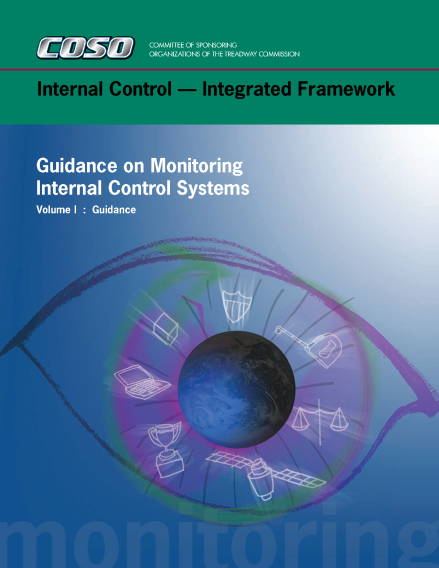 COSO
COMMITTEE OF SPONSORING
ORGANIZATIONS OF THE TREADWAY COMMISSION
Internal Control — Integrated Framework
Guidance on Monitoring
Internal Control Systems
Volume I : Guidance
monitoring